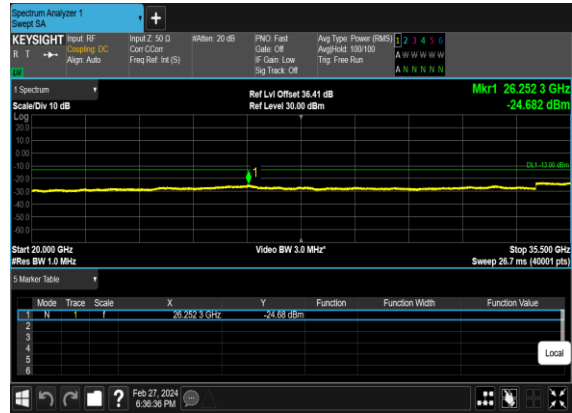 Spectrum Analyzer 1
Swept SA
+
KEYSIGHT Input: RF Input Z: 50 Ω #Atten: 20 dB PNO: Fast Avg Type: Power (RMS) 1 2 3 4 5 6
R T Coupling: DC Corr CCorr Gate: Off Avg|Hold: 100/100 A W W W W W
Align: Auto Freq Ref: Int (S) IF Gain: Low Trig: Free Run
Sig Track: Off A N N N N N
1 Spectrum Ref Lvl Offset 36.41 dB Mkr1 26.252 3 GHz
Scale/Div 10 dB Ref Level 30.00 dBm -24.682 dBm
Log
20.0
10.0
0.00
-10.0
DL1 -13.00 dBm
1
-20.0
-30.0
-40.0
-50.0
-60.0
Start 20.000 GHz Video BW 3.0 MHz* Stop 35.500 GHz
#Res BW 1.0 MHz Sweep 26.7 ms (40001 pts)
5 Marker Table
Mode Trace Scale X Y Function Function Width Function Value
1 N 1 f 26.252 3 GHz -24.68 dBm
2
3
4
5
6
Local
? Feb 27, 2024
6:36:36 PM